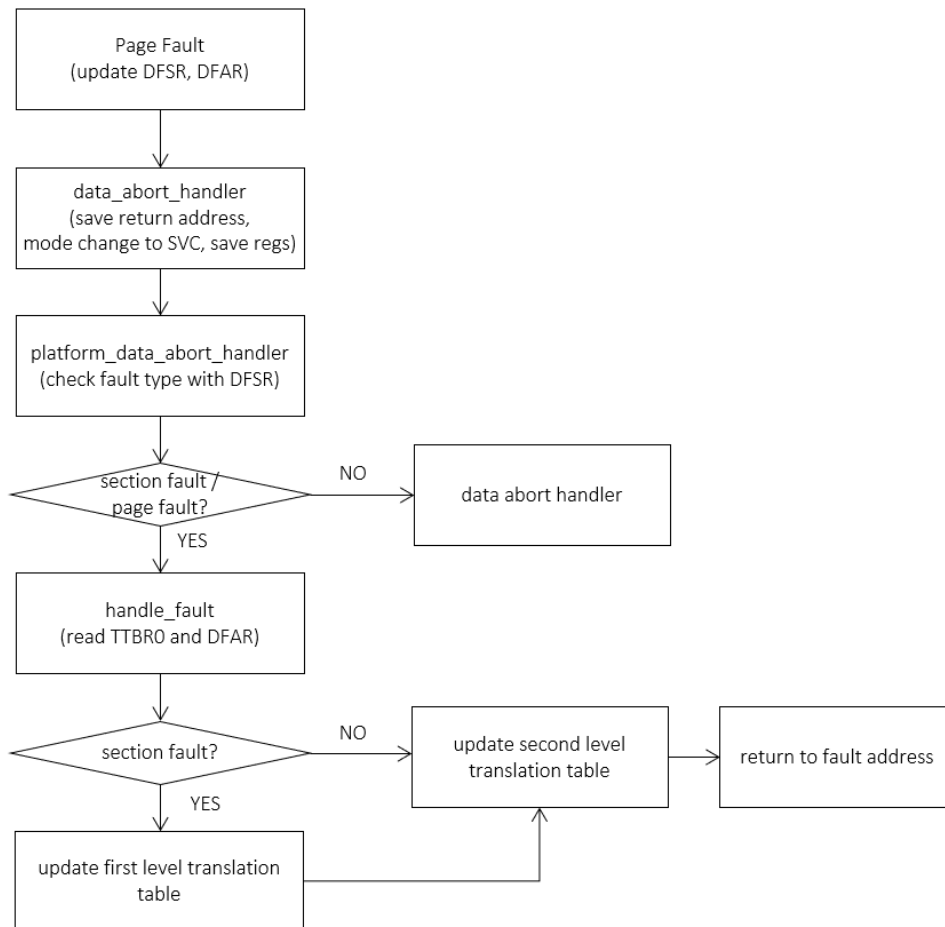 Page Fault
(update DFSR, DFAR)
data_abort_handler
(save return address,
mode change to SVC, save regs)
platform_data_abort_handler
(check fault type with DFSR)
section fault /
page fault?
NO
data abort handler
YES
handle_fault
(read TTBR0 and DFAR)
section fault?
NO
update second level
translation table
return to fault address
YES
update first level translation
table